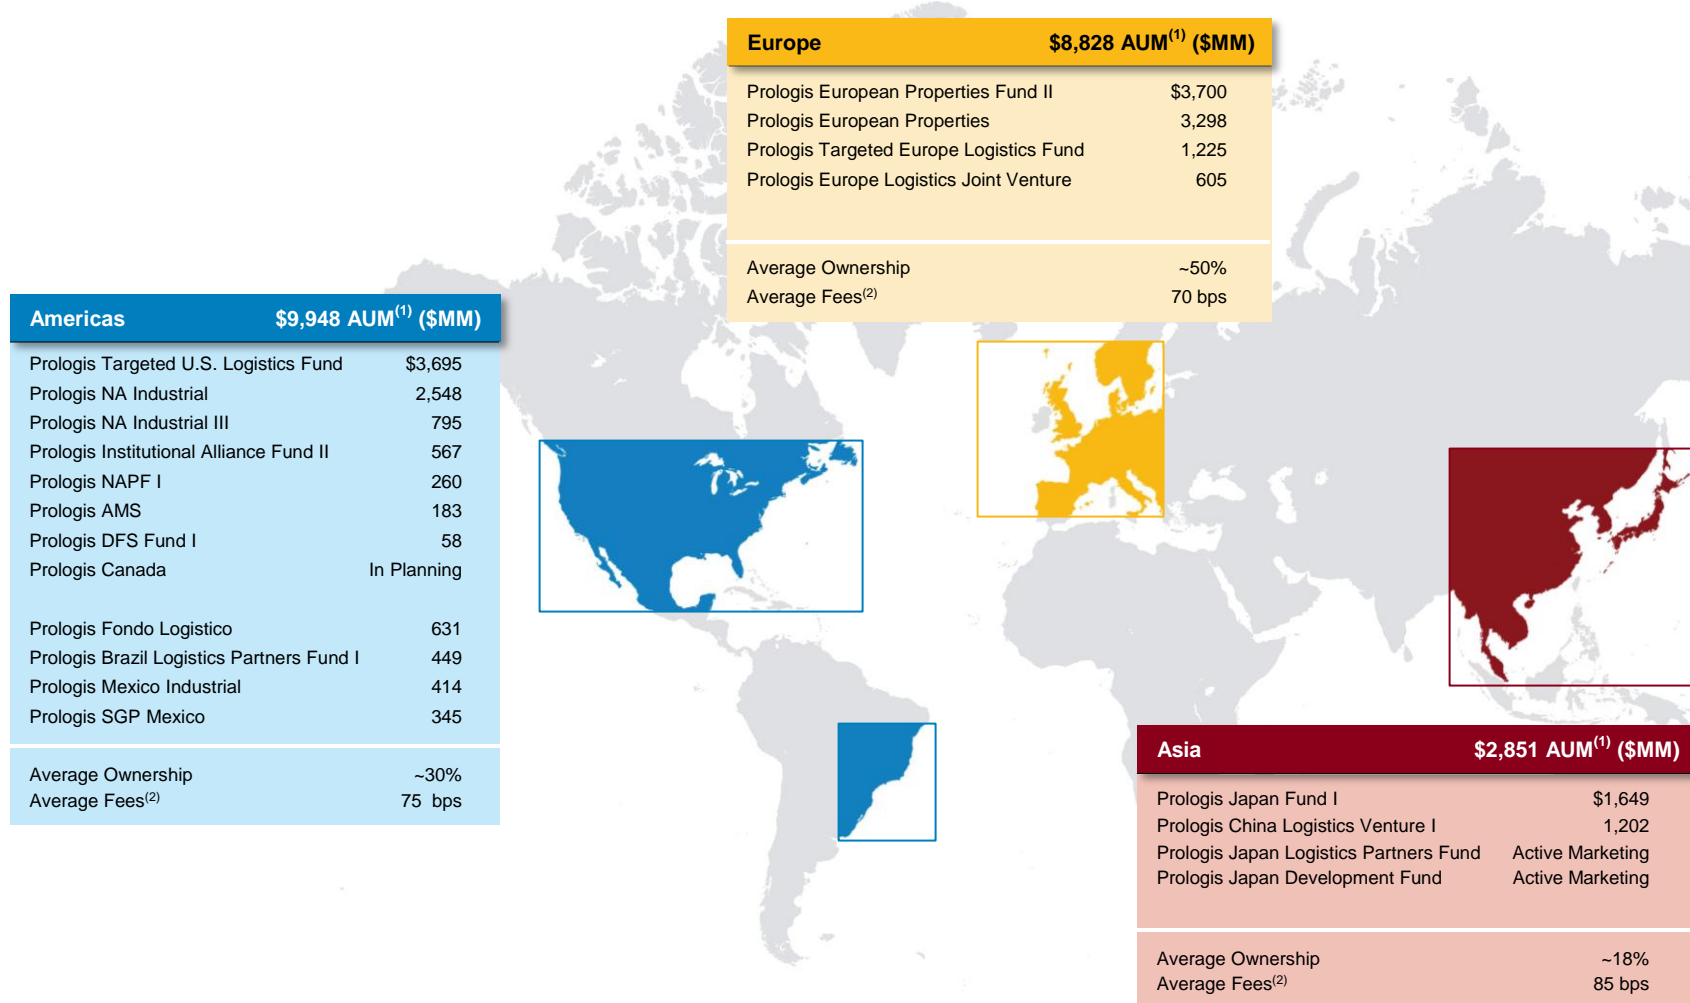 Europe $8,828 AUM(1) ($MM)
Prologis European Properties Fund II $3,700
Prologis European Properties 3,298
Prologis Targeted Europe Logistics Fund 1,225
Prologis Europe Logistics Joint Venture 605
Average Ownership ~50%
Average Fees(2) 70 bps
Americas $9,948 AUM(1) ($MM)
Prologis Targeted U.S. Logistics Fund $3,695
Prologis NA Industrial 2,548
Prologis NA Industrial III 795
Prologis Institutional Alliance Fund II 567
Prologis NAPF I 260
Prologis AMS 183
Prologis DFS Fund I 58
Prologis Canada In Planning
Prologis Fondo Logistico 631
Prologis Brazil Logistics Partners Fund I 449
Prologis Mexico Industrial 414
Prologis SGP Mexico 345
Average Ownership ~30%
Average Fees(2) 75 bps
Asia $2,851 AUM(1) ($MM)
Prologis Japan Fund I $1,649
Prologis China Logistics Venture I 1,202
Prologis Japan Logistics Partners Fund Active Marketing
Prologis Japan Development Fund Active Marketing
Average Ownership ~18%
Average Fees(2) 85 bps